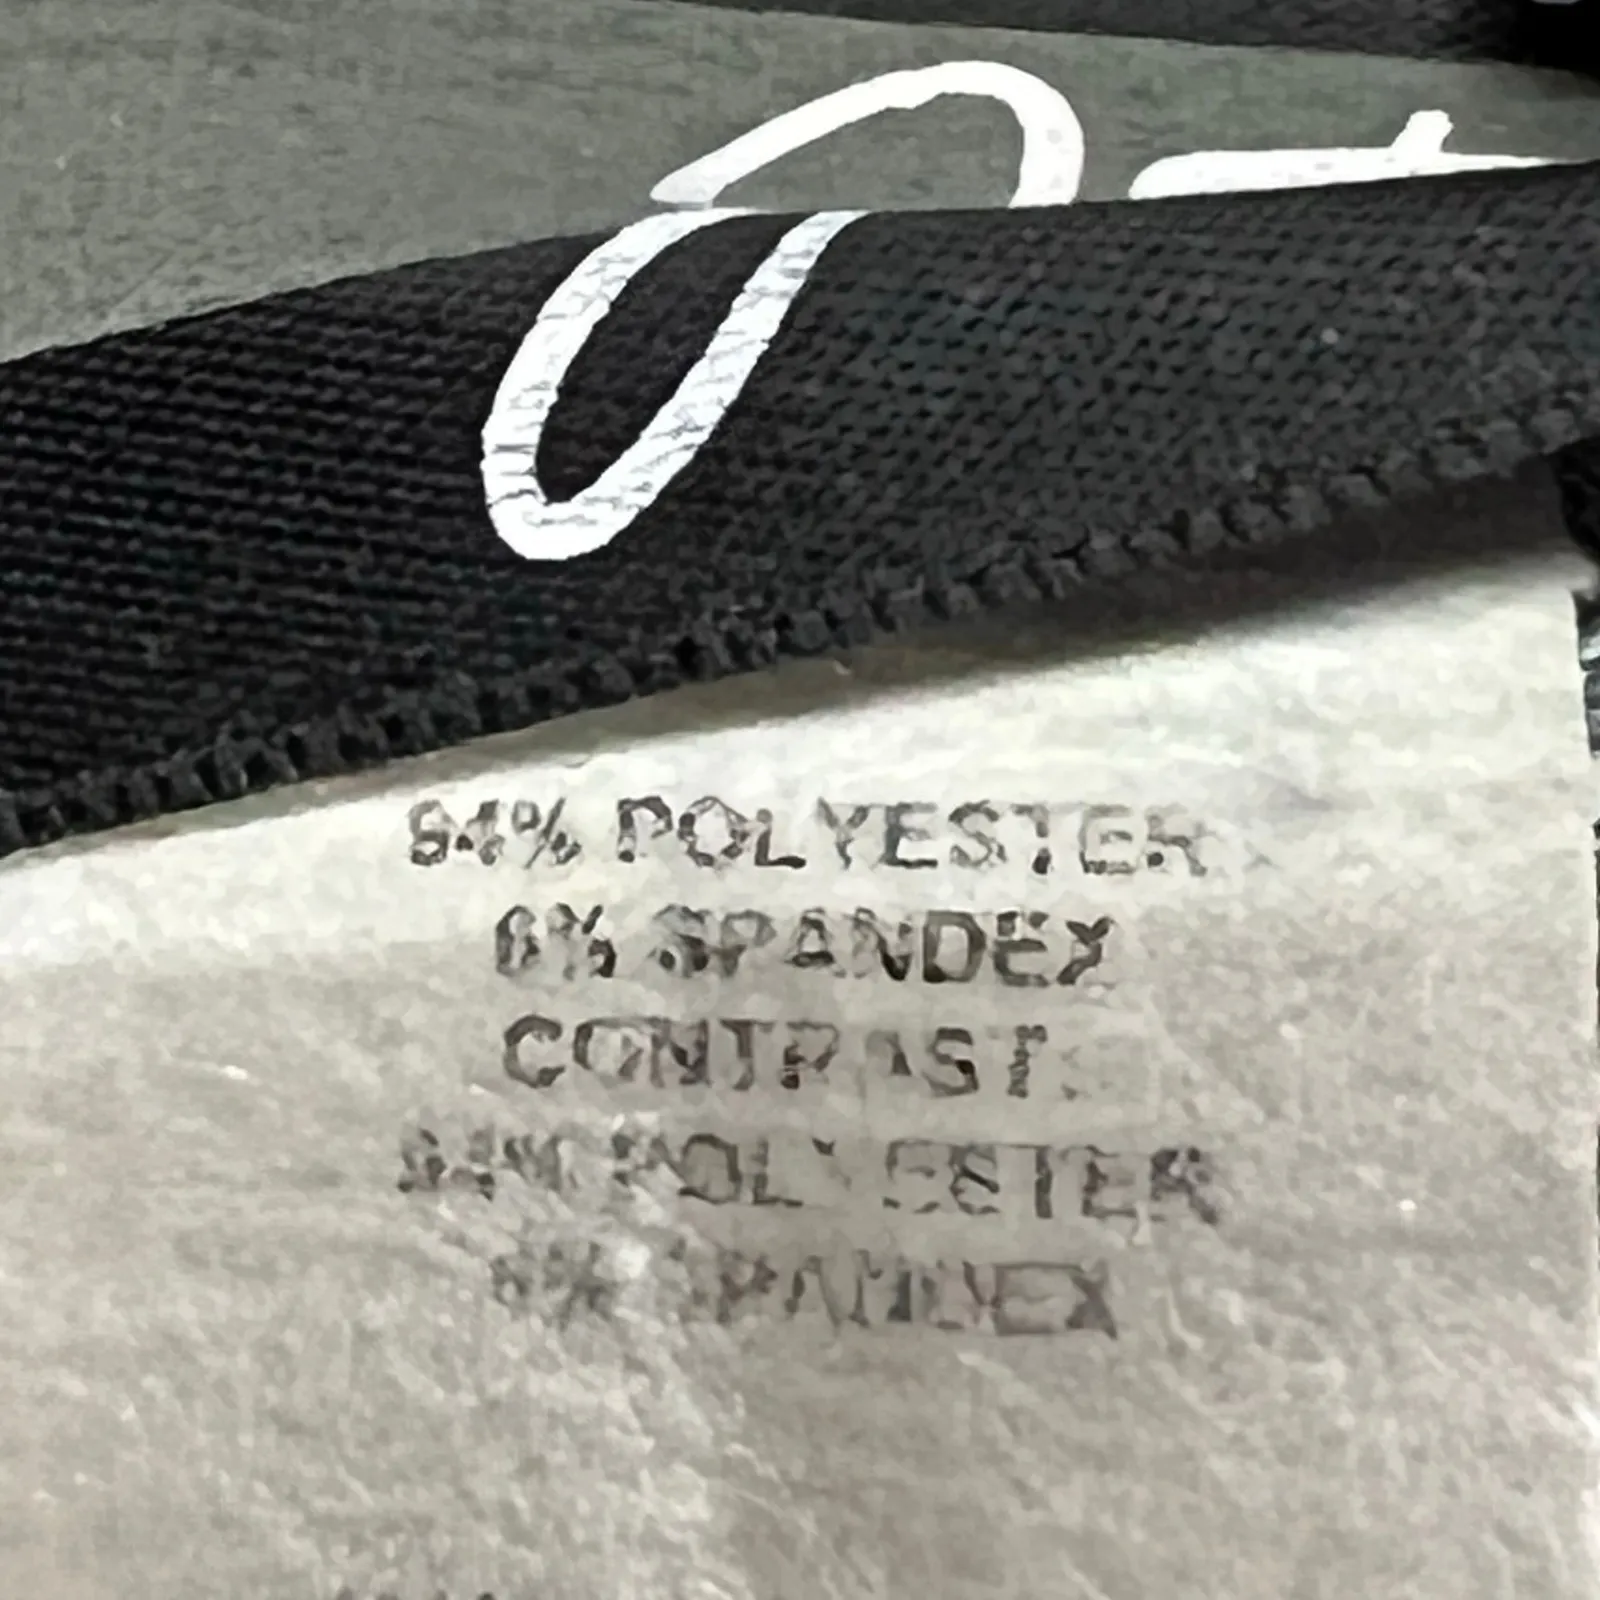 94% POLYESTER
6% SPANDEX
CONTRAST:
94% POLYESTER
6% SPANDEX